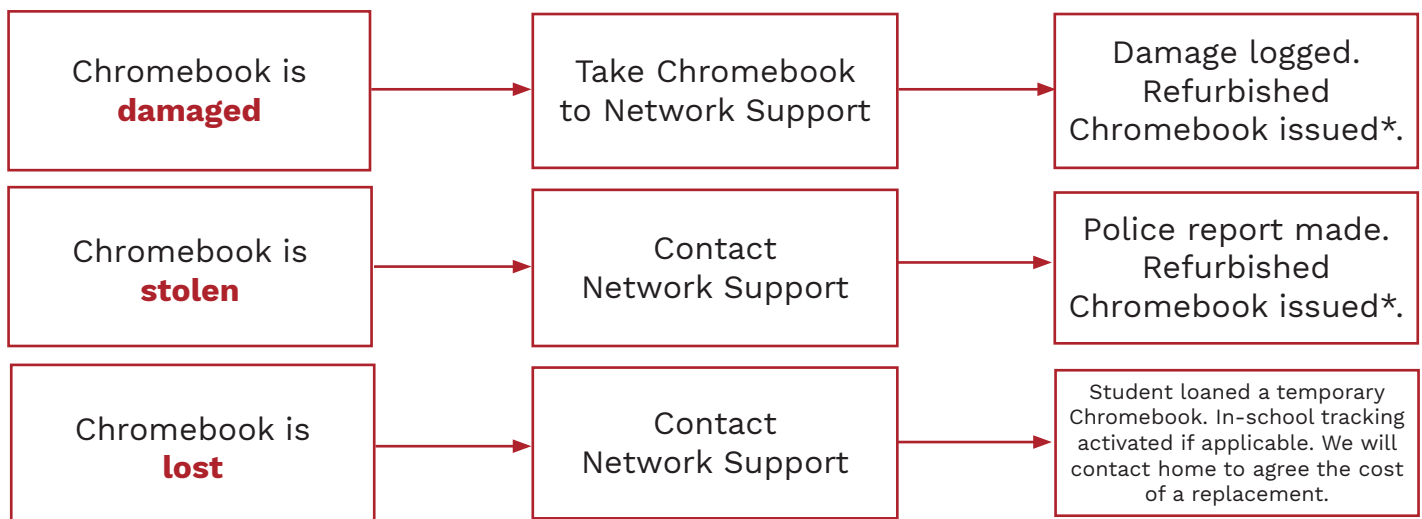 Chromebook is
damaged
Take Chromebook
to Network Support
Damage logged.
Refurbished
Chromebook issued*.
Chromebook is
stolen
Contact
Network Support
Police report made.
Refurbished
Chromebook issued*.
Chromebook is
lost
Contact
Network Support
Student loaned a temporary
Chromebook. In-school tracking
activated if applicable. We will
contact home to agree the cost
of a replacement.